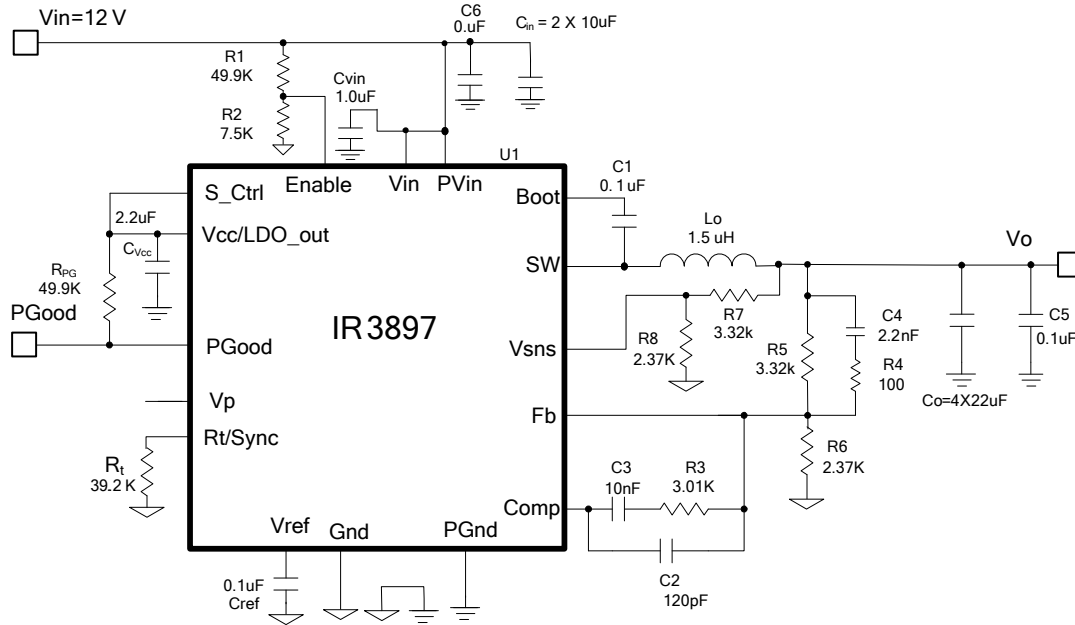 Vin=12 V
C6
0.uF
Cin = 2 X 10uF
R1
49.9K
Cvin
1.0uF
R2
7.5K
U1
Enable
Vin
PVin
S_Ctrl
Boot
C1
0.1uF
2.2uF
Vcc/LDO_out
CVcc
Lo
1.5 uH
Vo
SW
RPG
49.9K
PGood
IR3897
PGood
Vsns
R8
2.37K
R7
3.32k
R5
3.32k
C4
2.2nF
R4
100
C5
0.1uF
Co=4X22uF
Vp
Fb
Rt/Sync
Rt
39.2 K
R6
2.37K
C3
10nF
R3
3.01K
Comp
C2
120pF
Vref
Gnd
PGnd
0.1uF
Cref